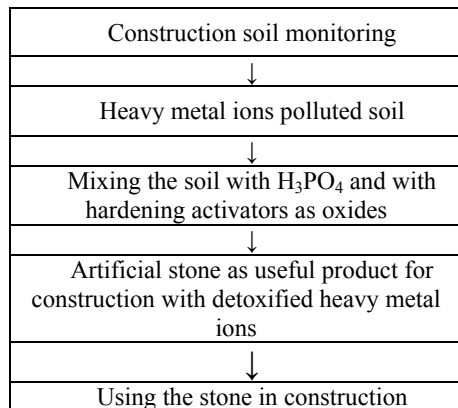 Construction soil monitoring
↓
Heavy metal ions polluted soil
↓
Mixing the soil with H₃PO₄ and with
hardening activators as oxides
↓
Artificial stone as useful product for
construction with detoxified heavy metal
ions
↓
Using the stone in construction